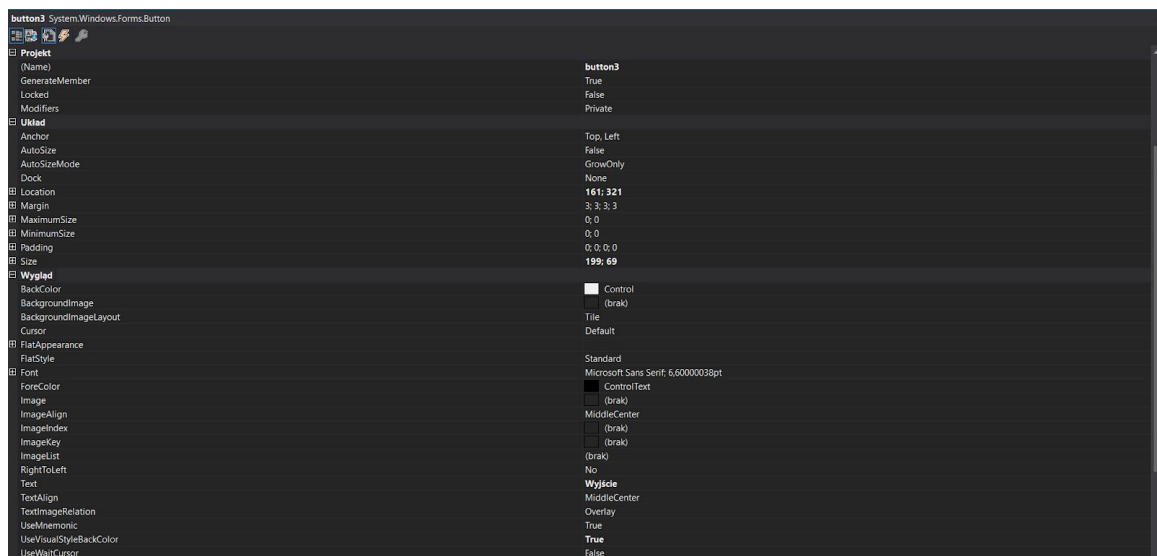 button3 System.Windows.Forms.Button
Projekt
(Name) button3
GenerateMember True
Locked False
Modifiers Private
Układ
Anchor Top, Left
AutoSize False
AutoSizeMode GrowOnly
Dock None
Location 161; 321
Margin 3; 3; 3; 3
MaximumSize 0; 0
MinimumSize 0; 0
Padding 0; 0; 0; 0
Size 199; 69
Wygląd
BackColor Control
BackgroundImage (brak)
BackgroundImageLayout Tile
Cursor Default
FlatAppearance
FlatStyle Standard
Font Microsoft Sans Serif; 6,60000038pt
ForeColor ControlText
Image (brak)
ImageAlign MiddleCenter
ImageIndex (brak)
ImageKey (brak)
ImageList (brak)
RightToLeft No
Text Wyjście
TextAlign MiddleCenter
TextImageRelation Overlay
UseMnemonic True
UseVisualStyleBackColor True
UseWaitCursor False